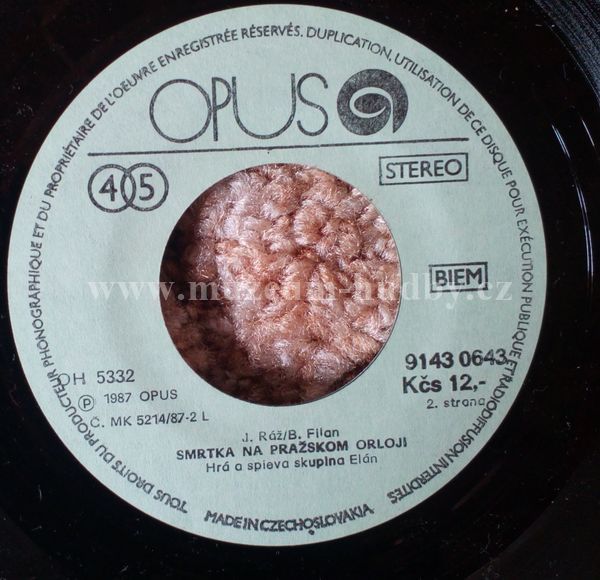 TOUS DROITS DU PRODUCTEUR PHONOGRAPHIQUE ET DU PROPRIÉTAIRE DE L'OEUVRE ENREGISTRÉE RÉSERVÉS. DUPLICATION, UTILISATION DE CE DISQUE POUR EXÉCUTION PUBLIQUE ET RADIODIFFUSION INTERDITES
OPUS
45
STEREO
BIEM
www.muzeum-hudby.cz
OH 5332
Ⓟ 1987 OPUS
Č. MK 5214/87-2 L
9143 0643
Kčs 12,-
2. strana
J. Ráž/B. Filan
SMRTKA NA PRAŽSKOM ORLOJI
Hrá a spieva skupina Elán
MADE IN CZECHOSLOVAKIA